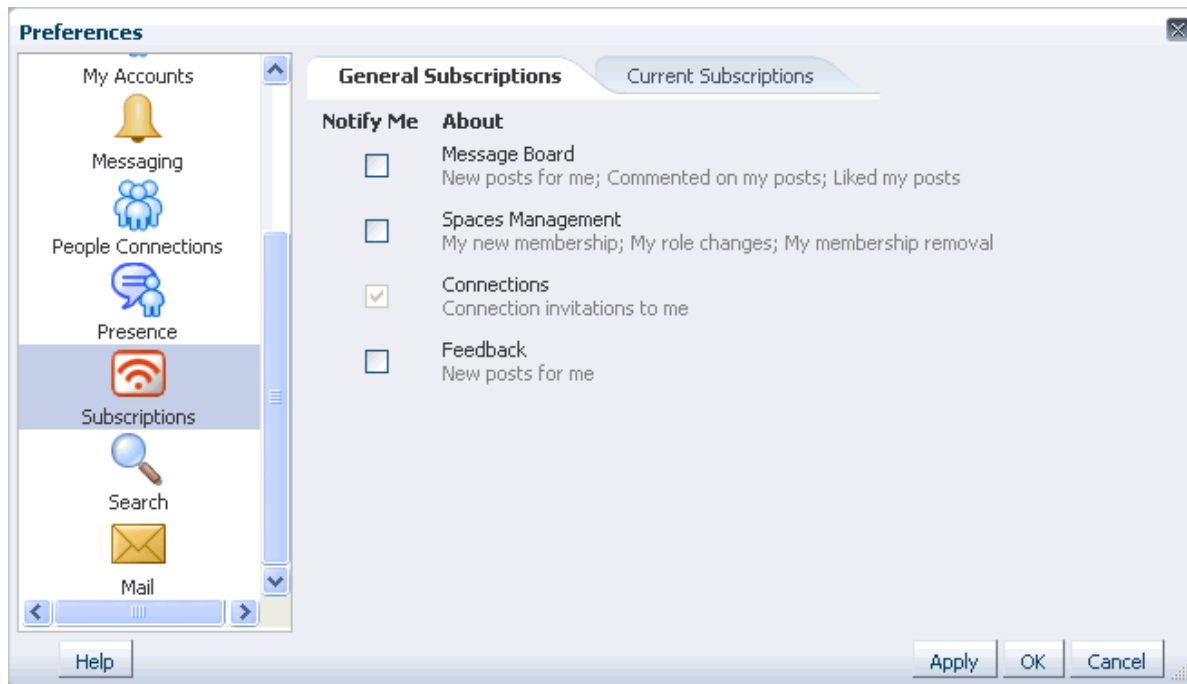 Preferences
My Accounts
Messaging
People Connections
Presence
Subscriptions
Search
Mail
General Subscriptions
Current Subscriptions
Notify Me About
Message Board
New posts for me; Commented on my posts; Liked my posts
Spaces Management
My new membership; My role changes; My membership removal
Connections
Connection invitations to me
Feedback
New posts for me
Help
Apply
OK
Cancel